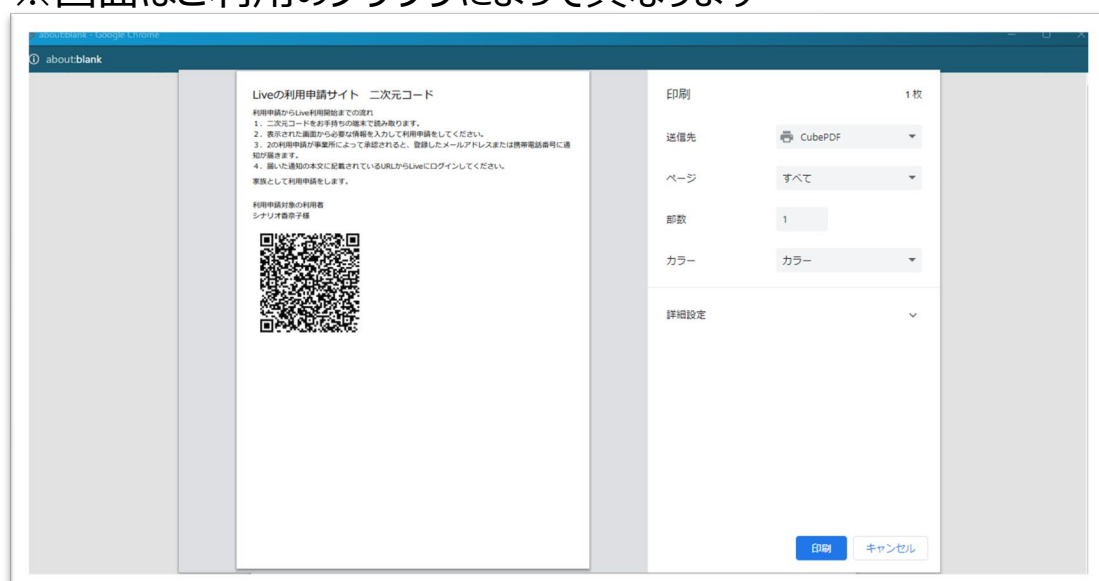 ※画面はご利用のブラウザによって異なります
about:blank - Google Chrome
about:blank
Liveの利用申請サイト 二次元コード
利用申請からLive利用開始までの流れ
1．二次元コードをお手持ちの端末で読み取ります。
2．表示された画面から必要な情報を入力して利用申請をしてください。
3．2の利用申請が事業所によって承認されると、登録したメールアドレスまたは携帯電話番号に通
知が届きます。
4．届いた通知の本文に記載されているURLからLiveにログインしてください。
家族として利用申請をします。
利用申請対象の利用者
シナリオ香奈子様
印刷 1 枚
送信先 CubePDF
ページ すべて
部数 1
カラー カラー
詳細設定
印刷 キャンセル